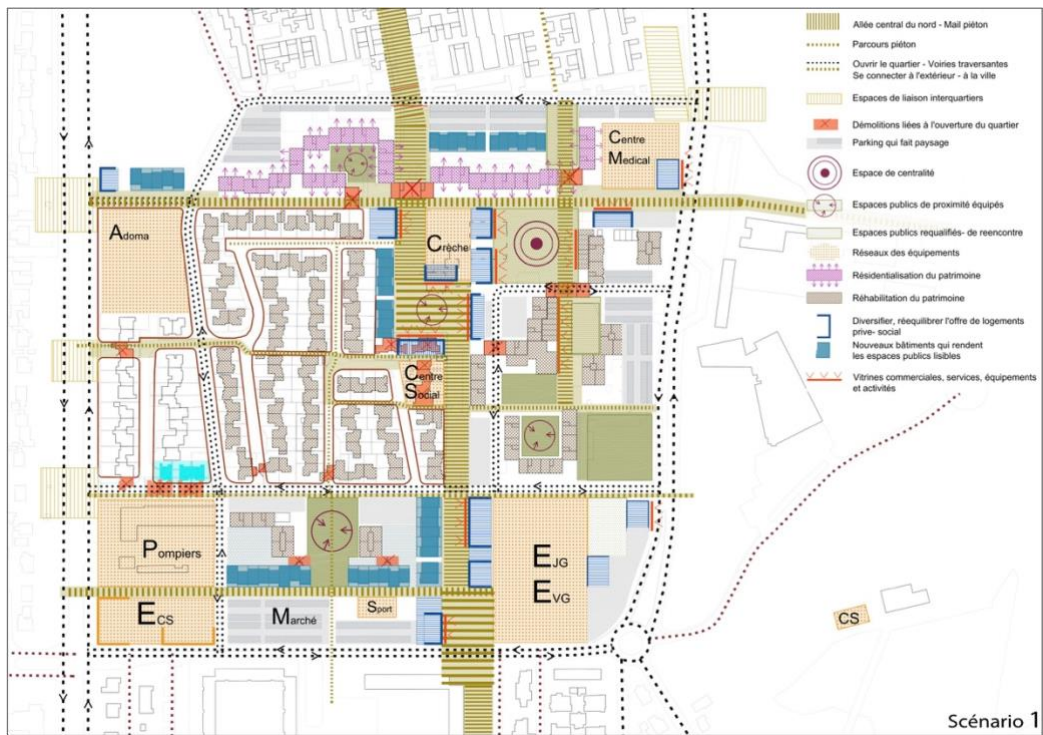 Allée central du nord - Mail piéton
Parcours piéton
Ouvrir le quartier - Voiries traversantes
Se connecter à l'extérieur - à la ville
Espaces de liaison interquartiers
Démolitions liées à l'ouverture du quartier
Parking qui fait paysage
Espace de centralité
Espaces publics de proximité équipés
Espaces publics requalifiés- de reencontre
Réseaux des équipements
Résidentialisation du patrimoine
Réhabilitation du patrimoine
Diversifier, réequilibrer l'offre de logements
prive- social
Nouveaux bâtiments qui rendent
les espaces publics lisibles
Vitrines commerciales, services, équipements
et activités
Centre
Medical
Adoma
Crèche
Centre
Social
Pompiers
EJG
EVG
ECS
Marché
Sport
CS
Scénario 1